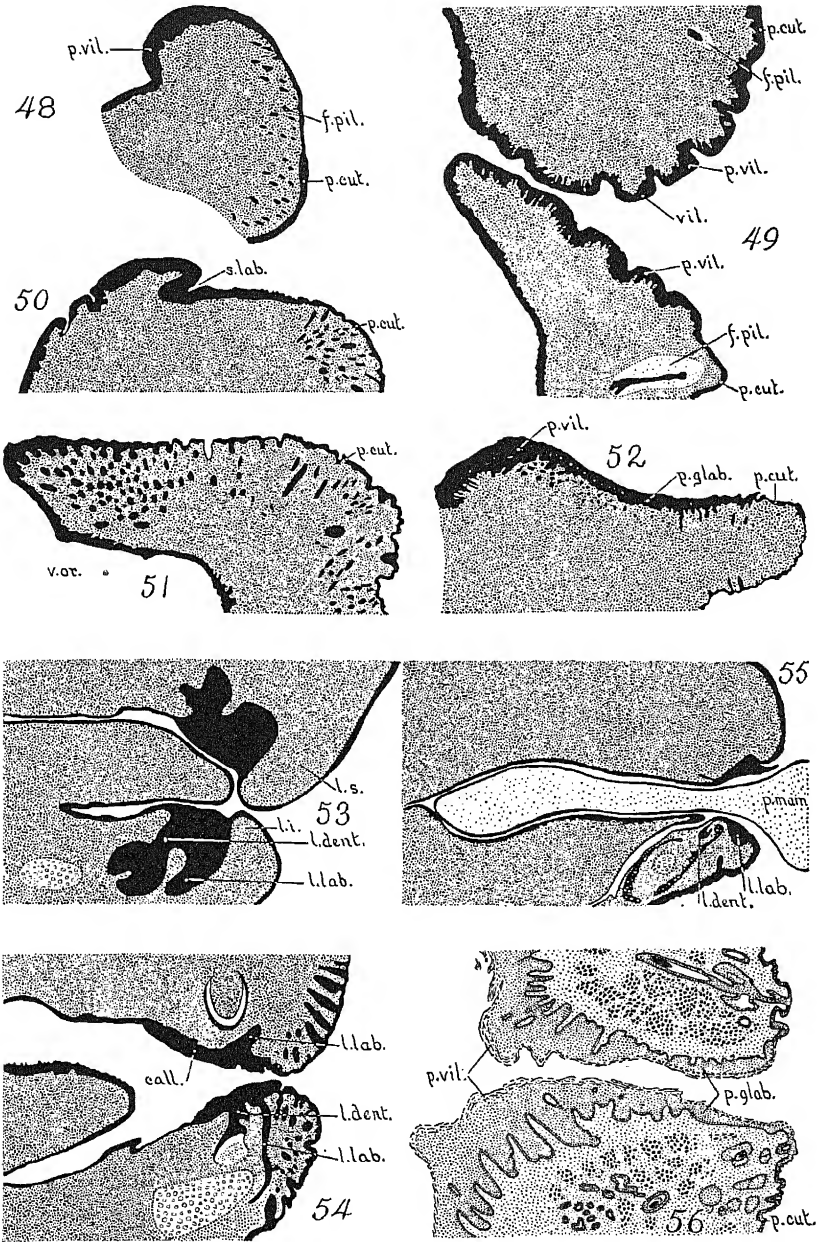 p.vil.
48
f.pil.
p.cut.
p.cut
f.pil.
p.vil.
vil.
49
p.vil.
f.pil.
p.cut.
s.lab.
50
p.cut.
p.cut.
v.or.
51
p.vil.
52
p.glab.
p.cut.
l.s.
53
l.i.
l.dent.
l.lab.
55
p.mam
l.lab.
l.dent.
l.lab.
call.
l.dent.
l.lab.
54
p.vil.
p.glab.
56
p.cut.